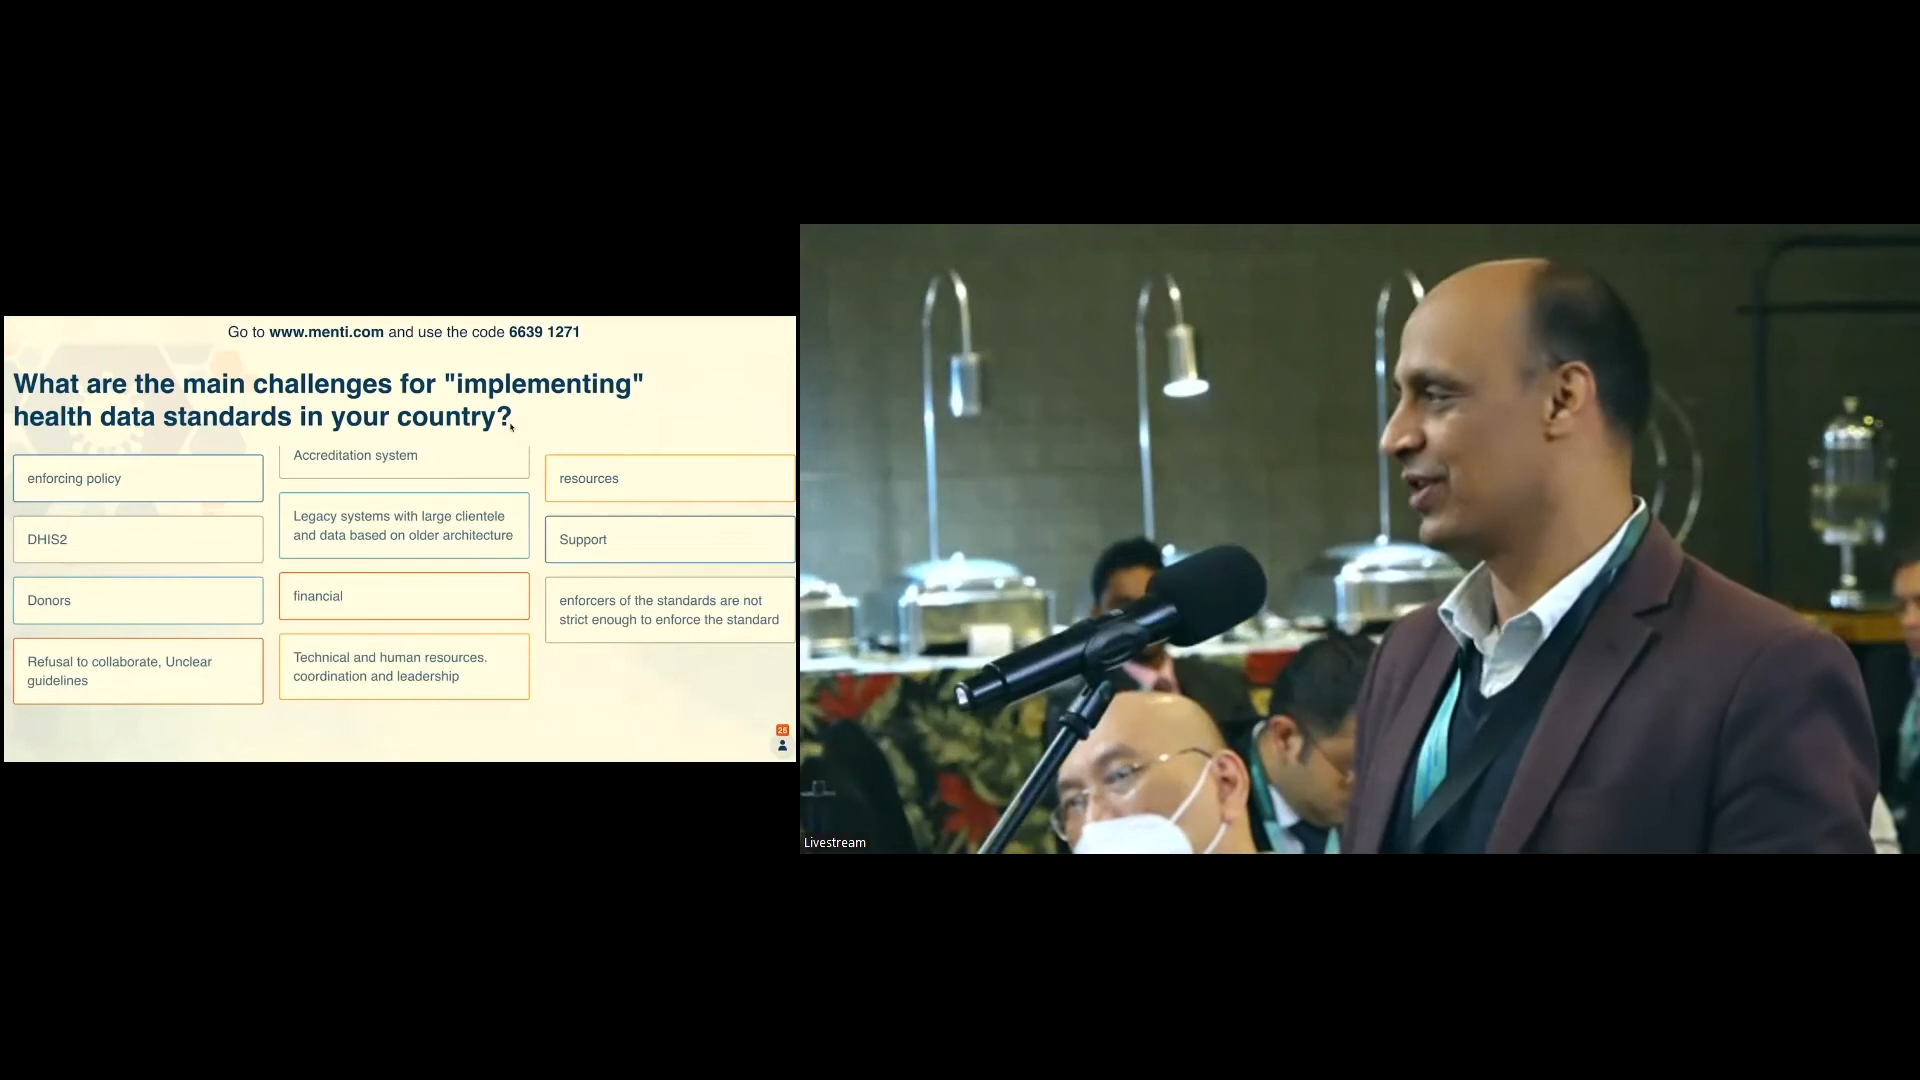 Go to www.menti.com and use the code 6639 1271
What are the main challenges for "implementing"
health data standards in your country?
enforcing policy
DHIS2
Donors
Refusal to collaborate, Unclear
guidelines
Accreditation system
Legacy systems with large clientele
and data based on older architecture
financial
Technical and human resources.
coordination and leadership
resources
Support
enforcers of the standards are not
strict enough to enforce the standard
26
Livestream